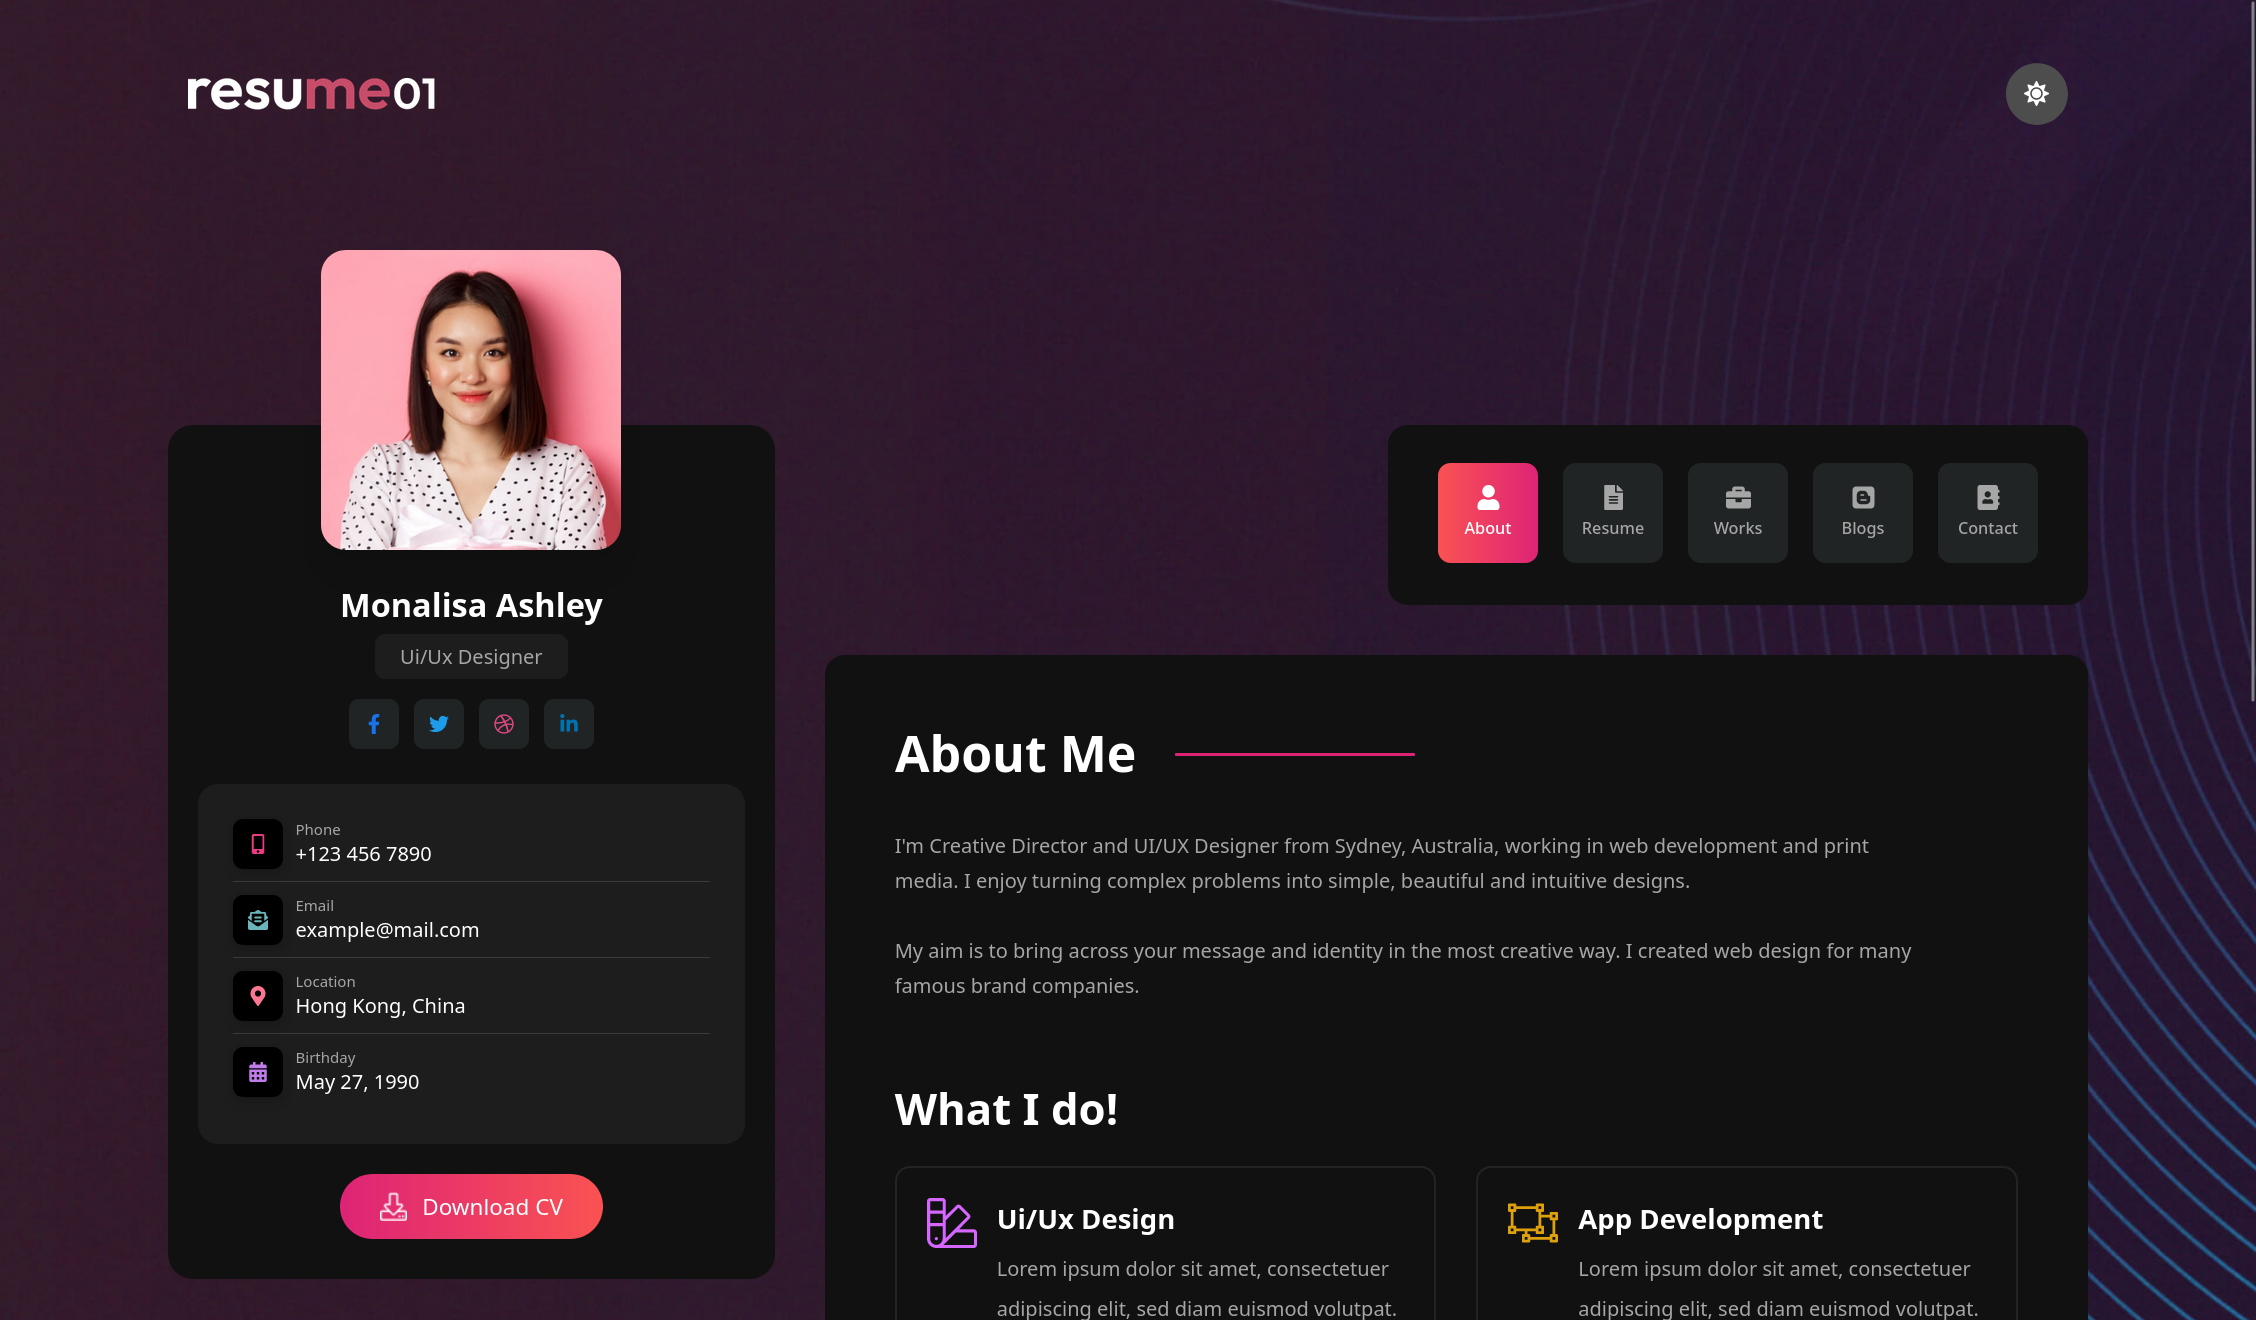 resume01
About
Resume
Works
Blogs
Contact
Monalisa Ashley
Ui/Ux Designer
Phone
+123 456 7890
Email
example@mail.com
Location
Hong Kong, China
Birthday
May 27, 1990
Download CV
About Me
I'm Creative Director and UI/UX Designer from Sydney, Australia, working in web development and print
media. I enjoy turning complex problems into simple, beautiful and intuitive designs.
My aim is to bring across your message and identity in the most creative way. I created web design for many
famous brand companies.
What I do!
Ui/Ux Design
Lorem ipsum dolor sit amet, consectetuer
adipiscing elit, sed diam euismod volutpat.
App Development
Lorem ipsum dolor sit amet, consectetuer
adipiscing elit, sed diam euismod volutpat.